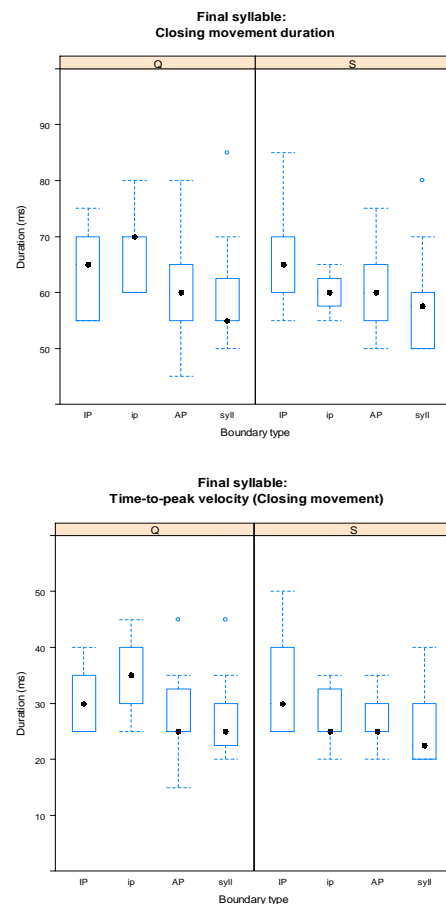 Final syllable:
Closing movement duration
Q S
90
80
70
60
50
Duration (ms)
IP ip AP syll IP ip AP syll
Boundary type
Final syllable:
Time-to-peak velocity (Closing movement)
Q S
50
40
30
20
10
Duration (ms)
IP ip AP syll IP ip AP syll
Boundary type